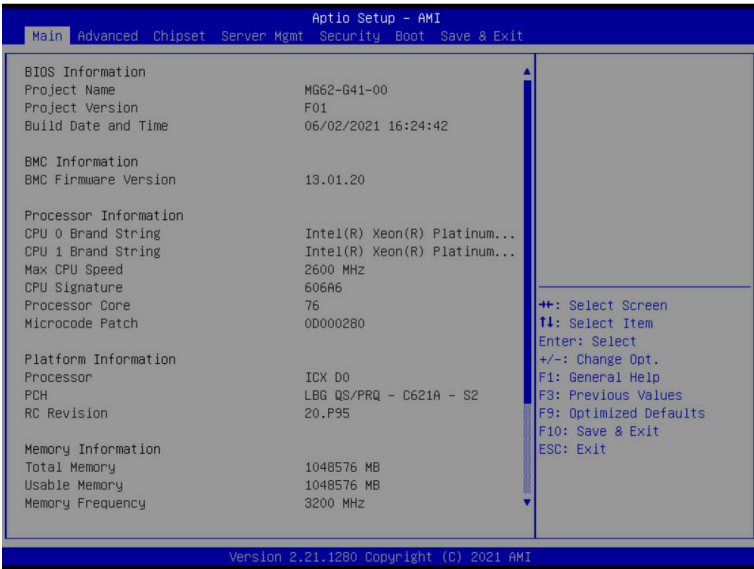 Aptio Setup - AMI
Main Advanced Chipset Server Mgmt Security Boot Save & Exit
BIOS Information
Project Name MG62-G41-00
Project Version F01
Build Date and Time 06/02/2021 16:24:42
BMC Information
BMC Firmware Version 13.01.20
Processor Information
CPU 0 Brand String Intel(R) Xeon(R) Platinum...
CPU 1 Brand String Intel(R) Xeon(R) Platinum...
Max CPU Speed 2600 MHz
CPU Signature 606A6
Processor Core 76
Microcode Patch 0D000280
Platform Information
Processor ICX D0
PCH LBG QS/PRQ - C621A - S2
RC Revision 20.P95
Memory Information
Total Memory 1048576 MB
Usable Memory 1048576 MB
Memory Frequency 3200 MHz
→←: Select Screen
↑↓: Select Item
Enter: Select
+/-: Change Opt.
F1: General Help
F3: Previous Values
F9: Optimized Defaults
F10: Save & Exit
ESC: Exit
Version 2.21.1280 Copyright (C) 2021 AMI